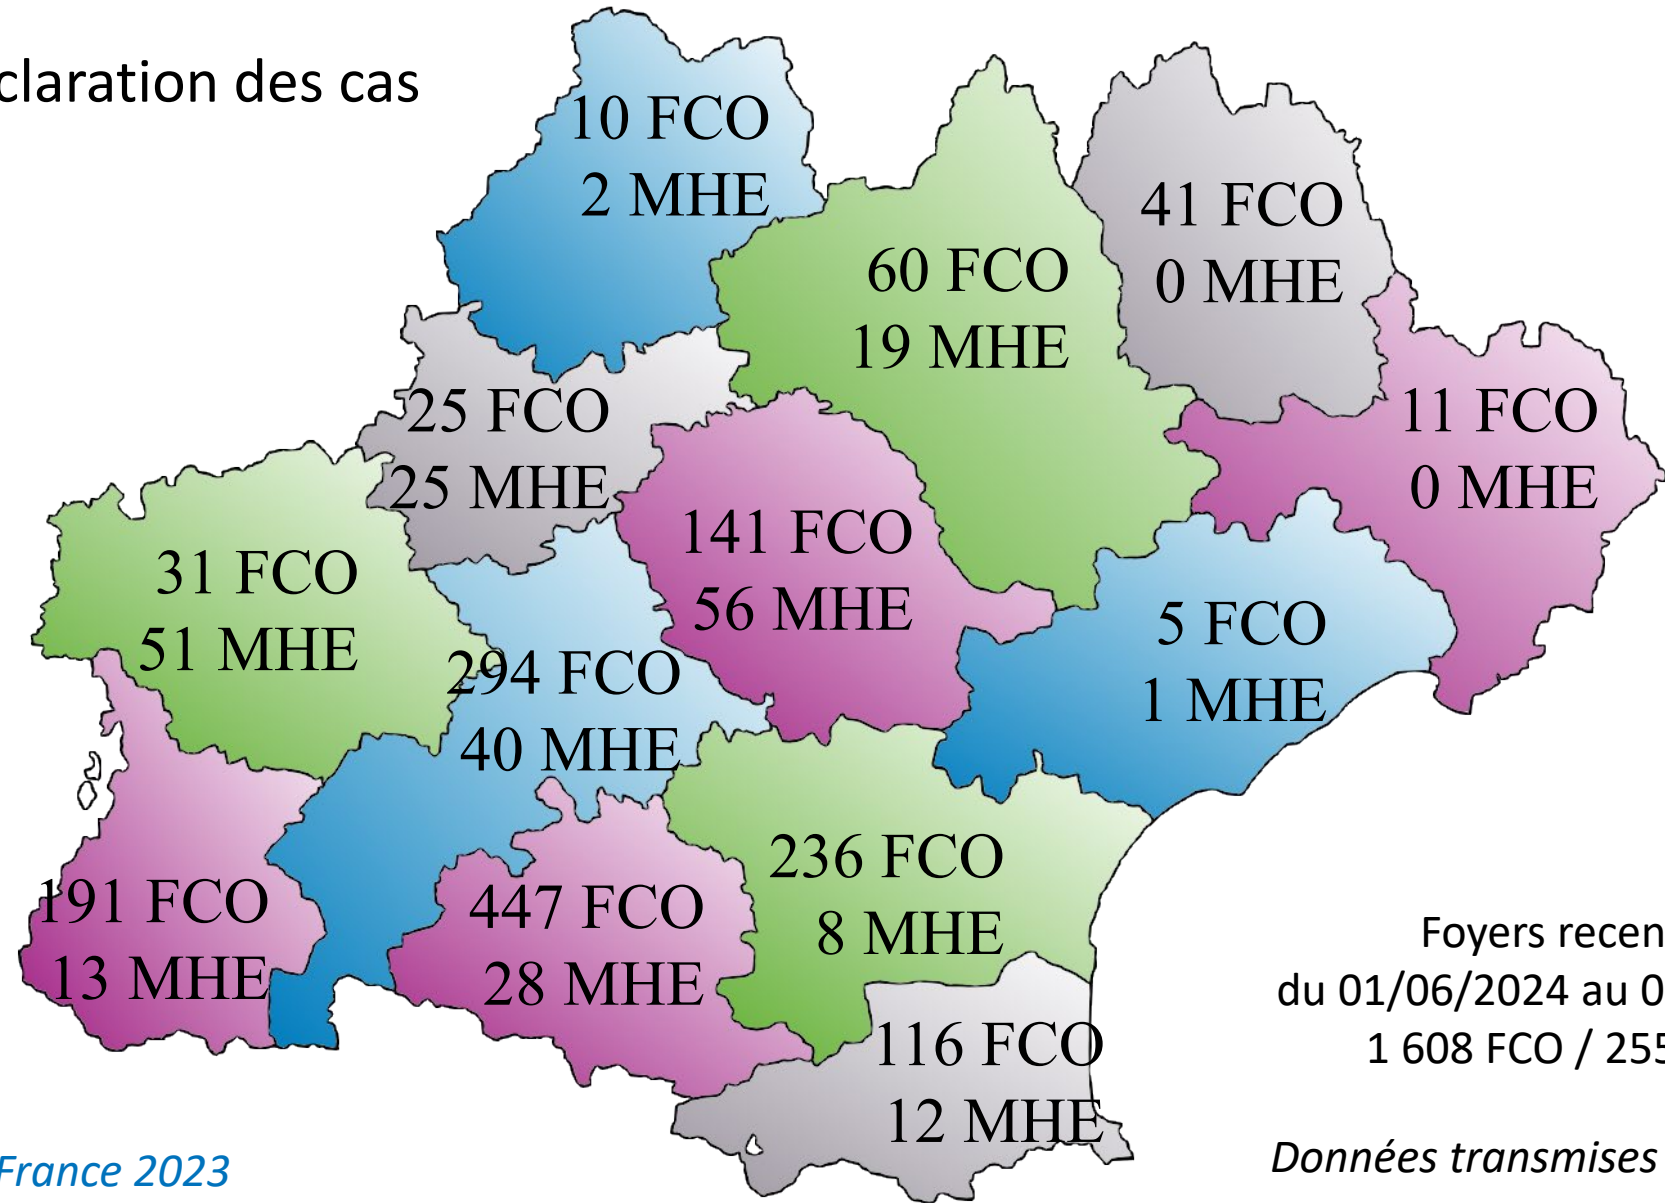 claration des cas
10 FCO
2 MHE
41 FCO
0 MHE
60 FCO
19 MHE
25 FCO
25 MHE
11 FCO
0 MHE
141 FCO
56 MHE
31 FCO
51 MHE
5 FCO
1 MHE
294 FCO
40 MHE
236 FCO
8 MHE
191 FCO
13 MHE
447 FCO
28 MHE
116 FCO
12 MHE
Foyers recen
du 01/06/2024 au 0
1 608 FCO / 255
Données transmises
France 2023